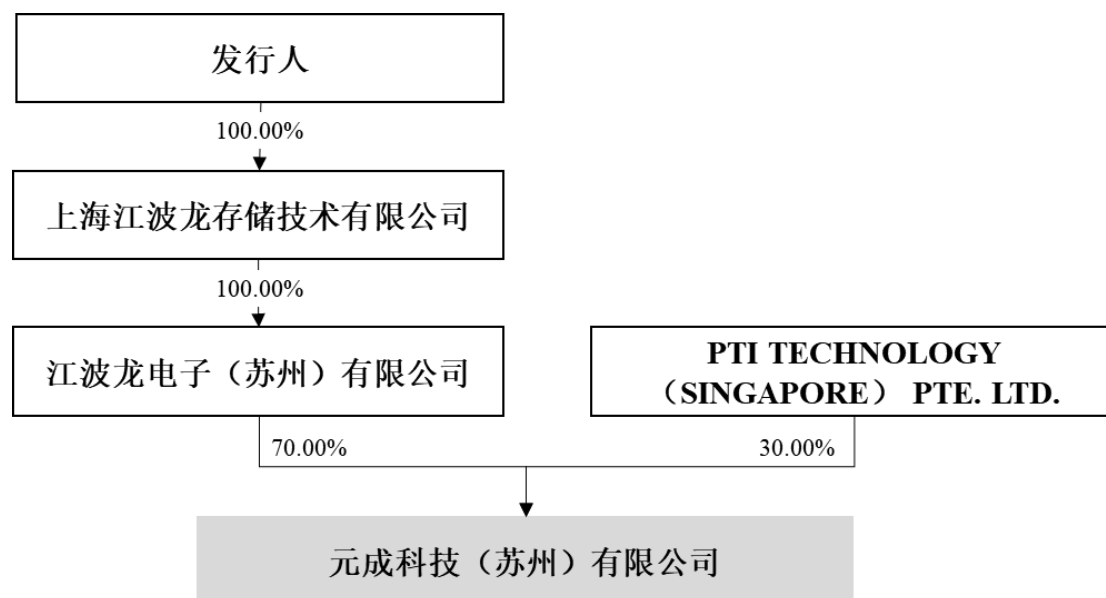 发行人
100.00%
上海江波龙存储技术有限公司
100.00%
江波龙电子（苏州）有限公司
PTI TECHNOLOGY
（SINGAPORE） PTE. LTD.
70.00%
30.00%
元成科技（苏州）有限公司